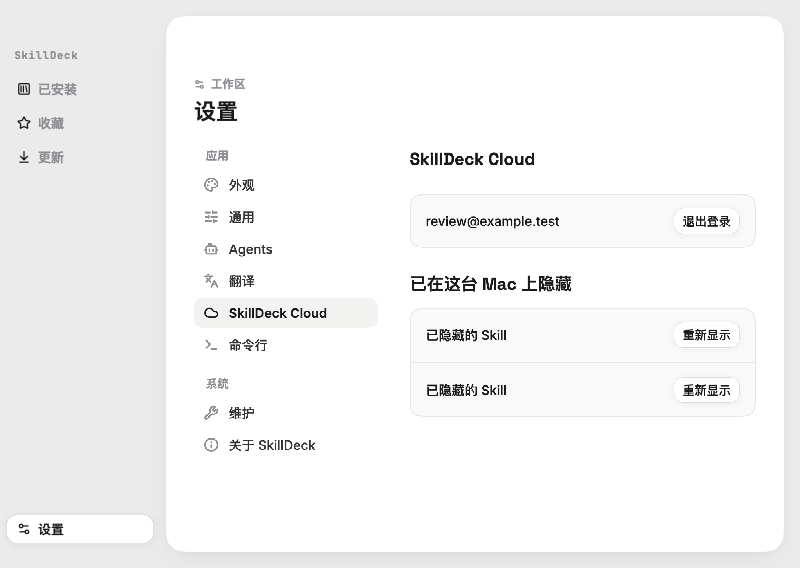 SkillDeck
已安装
收藏
更新
设置
工作区
设置
应用
外观
通用
Agents
翻译
SkillDeck Cloud
命令行
系统
维护
关于 SkillDeck
SkillDeck Cloud
review@example.test 退出登录
已在这台 Mac 上隐藏
已隐藏的 Skill 重新显示
已隐藏的 Skill 重新显示